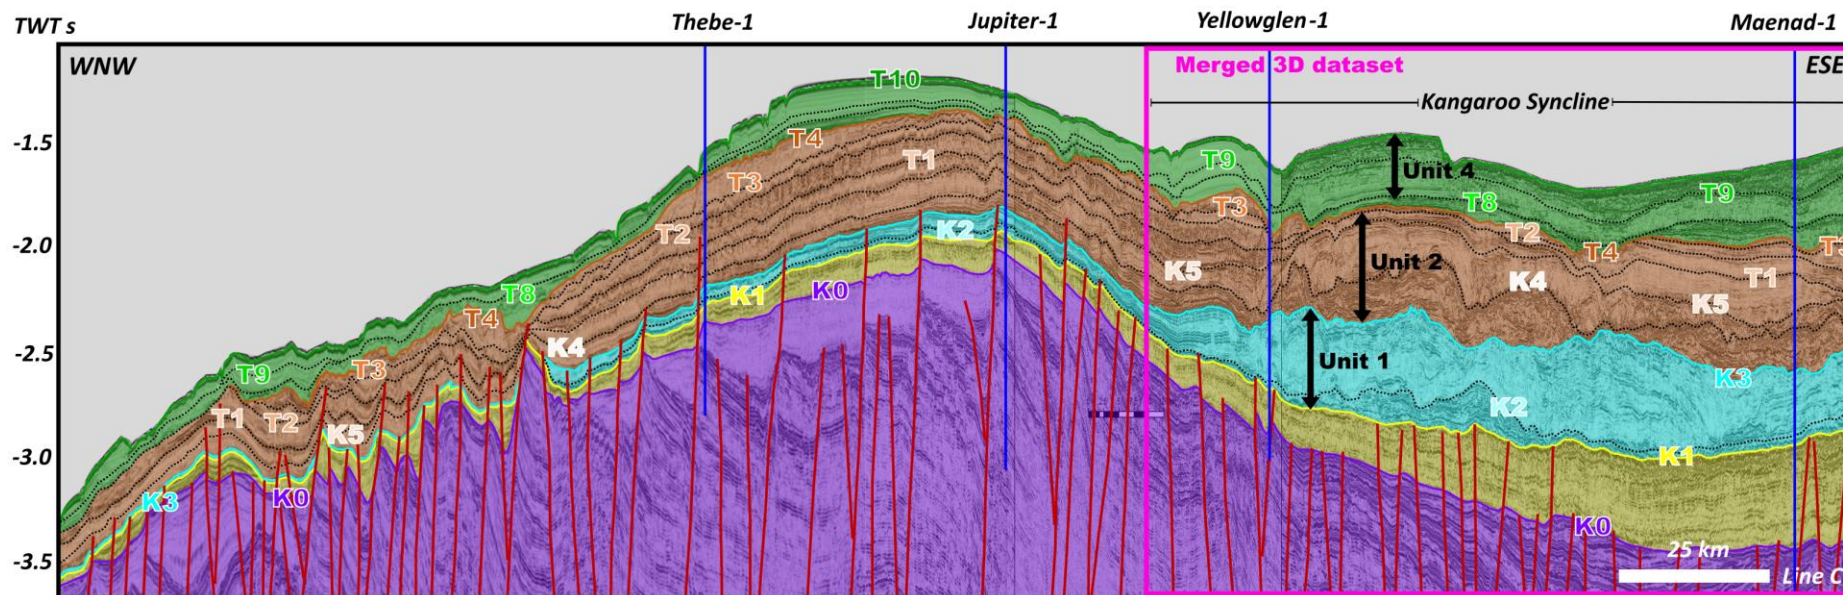 TWT s
Thebe-1
Jupiter-1
Yellowglen-1
Maenad-1
WNW
Merged 3D dataset
ESE
Kangaroo Syncline
T10
-1.5
T4
T1
T9
Unit 4
T3
T9
T8
T3
T2
-2.0
T2
K2
T4
K5
Unit 2
T1
K4
K1
K0
T8
K5
T4
-2.5
K4
T3
Unit 1
T9
K3
K2
T1
T2
K5
-3.0
K1
K3
K0
K0
25 km
-3.5
Line C